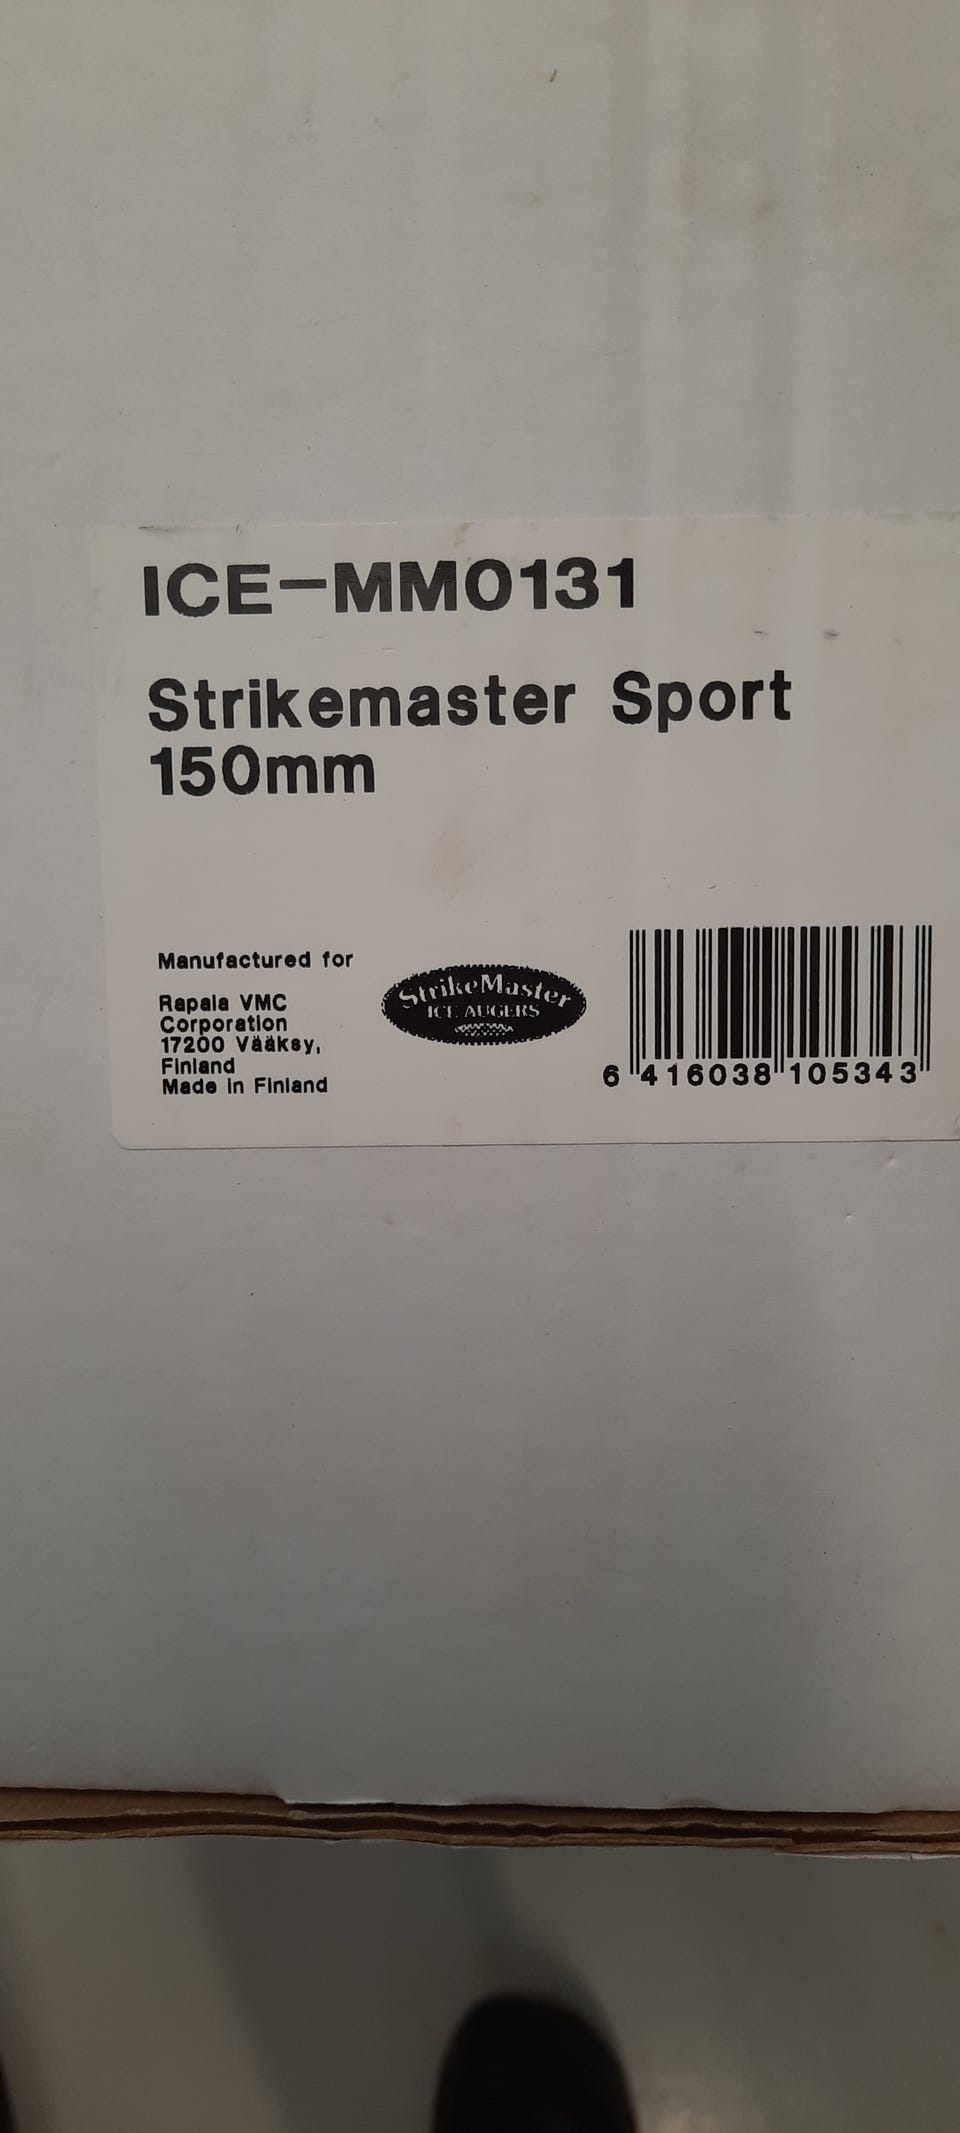 ICE-MM0131
Strikemaster Sport
150mm
Manufactured for
Rapala VMC
Corporation
17200 Vääksy,
Finland
Made in Finland
StrikeMaster
ICE AUGERS
6 416038 105343